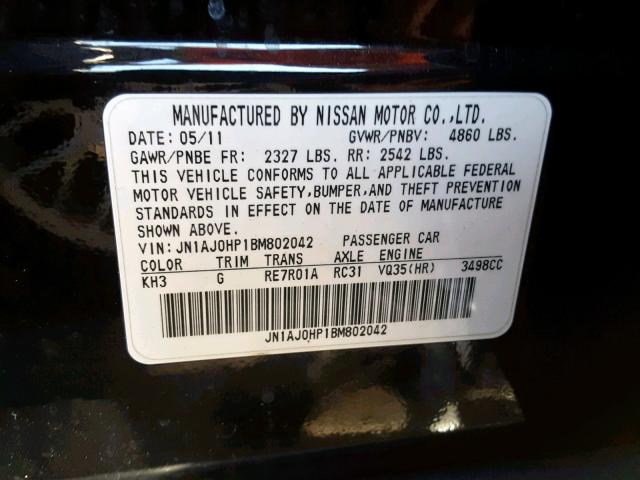 MANUFACTURED BY NISSAN MOTOR CO.,LTD.
DATE: 05/11 GVWR/PNBV: 4860 LBS.
GAWR/PNBE FR: 2327 LBS. RR: 2542 LBS.
THIS VEHICLE CONFORMS TO ALL APPLICABLE FEDERAL
MOTOR VEHICLE SAFETY,BUMPER,AND THEFT PREVENTION
STANDARDS IN EFFECT ON THE DATE OF MANUFACTURE
SHOWN ABOVE.
VIN: JN1AJ0HP1BM802042 PASSENGER CAR
COLOR TRIM TRANS AXLE ENGINE
KH3 G RE7R01A RC31 VQ35(HR) 3498CC
JN1AJ0HP1BM802042